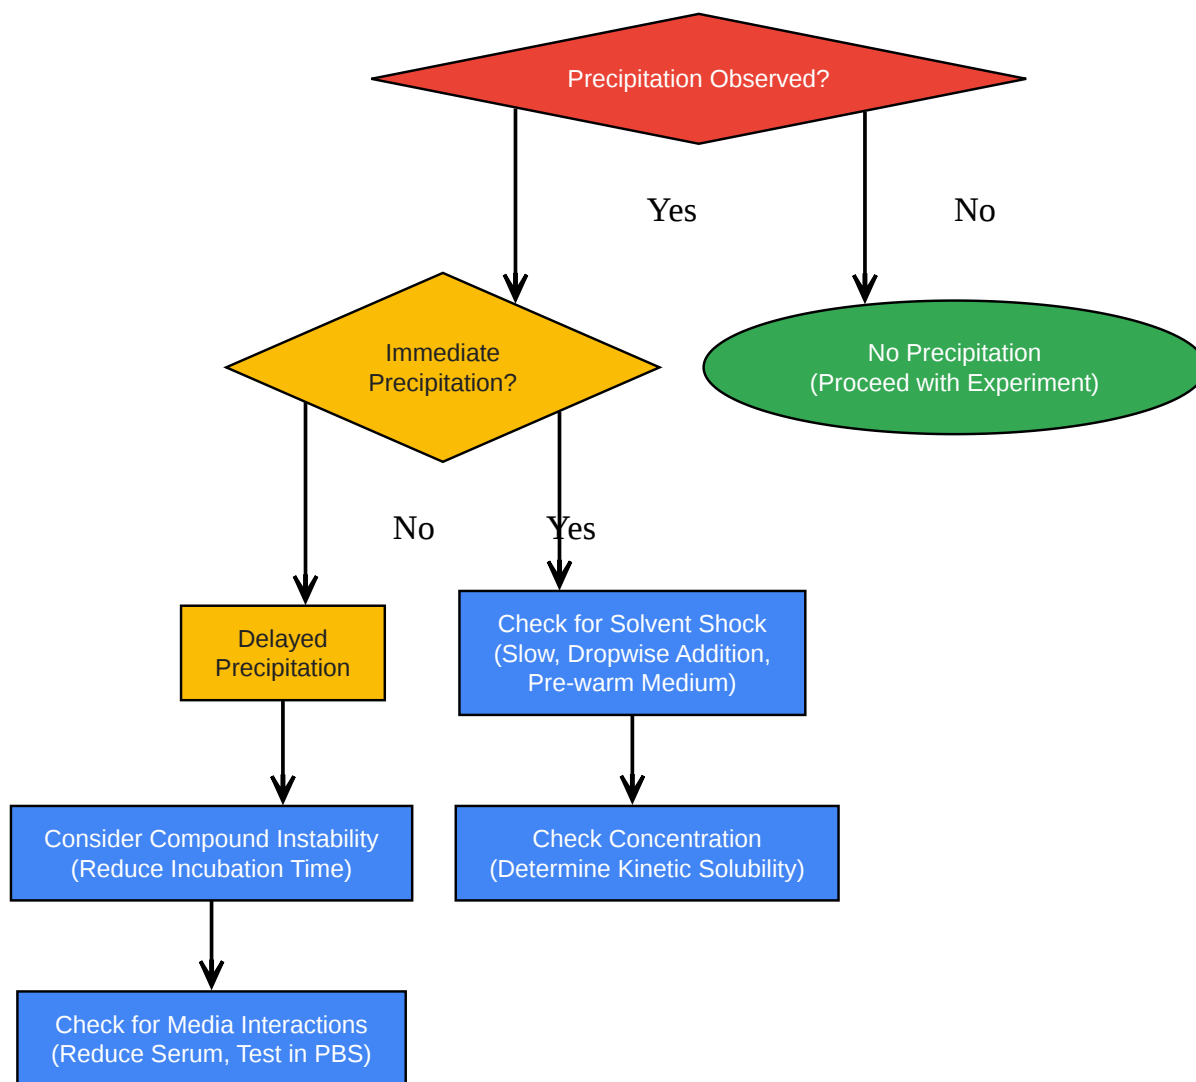 Precipitation Observed?
Yes
No
Immediate
Precipitation?
No Precipitation
(Proceed with Experiment)
No
Yes
Delayed
Precipitation
Check for Solvent Shock
(Slow, Dropwise Addition,
Pre-warm Medium)
Consider Compound Instability
(Reduce Incubation Time)
Check Concentration
(Determine Kinetic Solubility)
Check for Media Interactions
(Reduce Serum, Test in PBS)